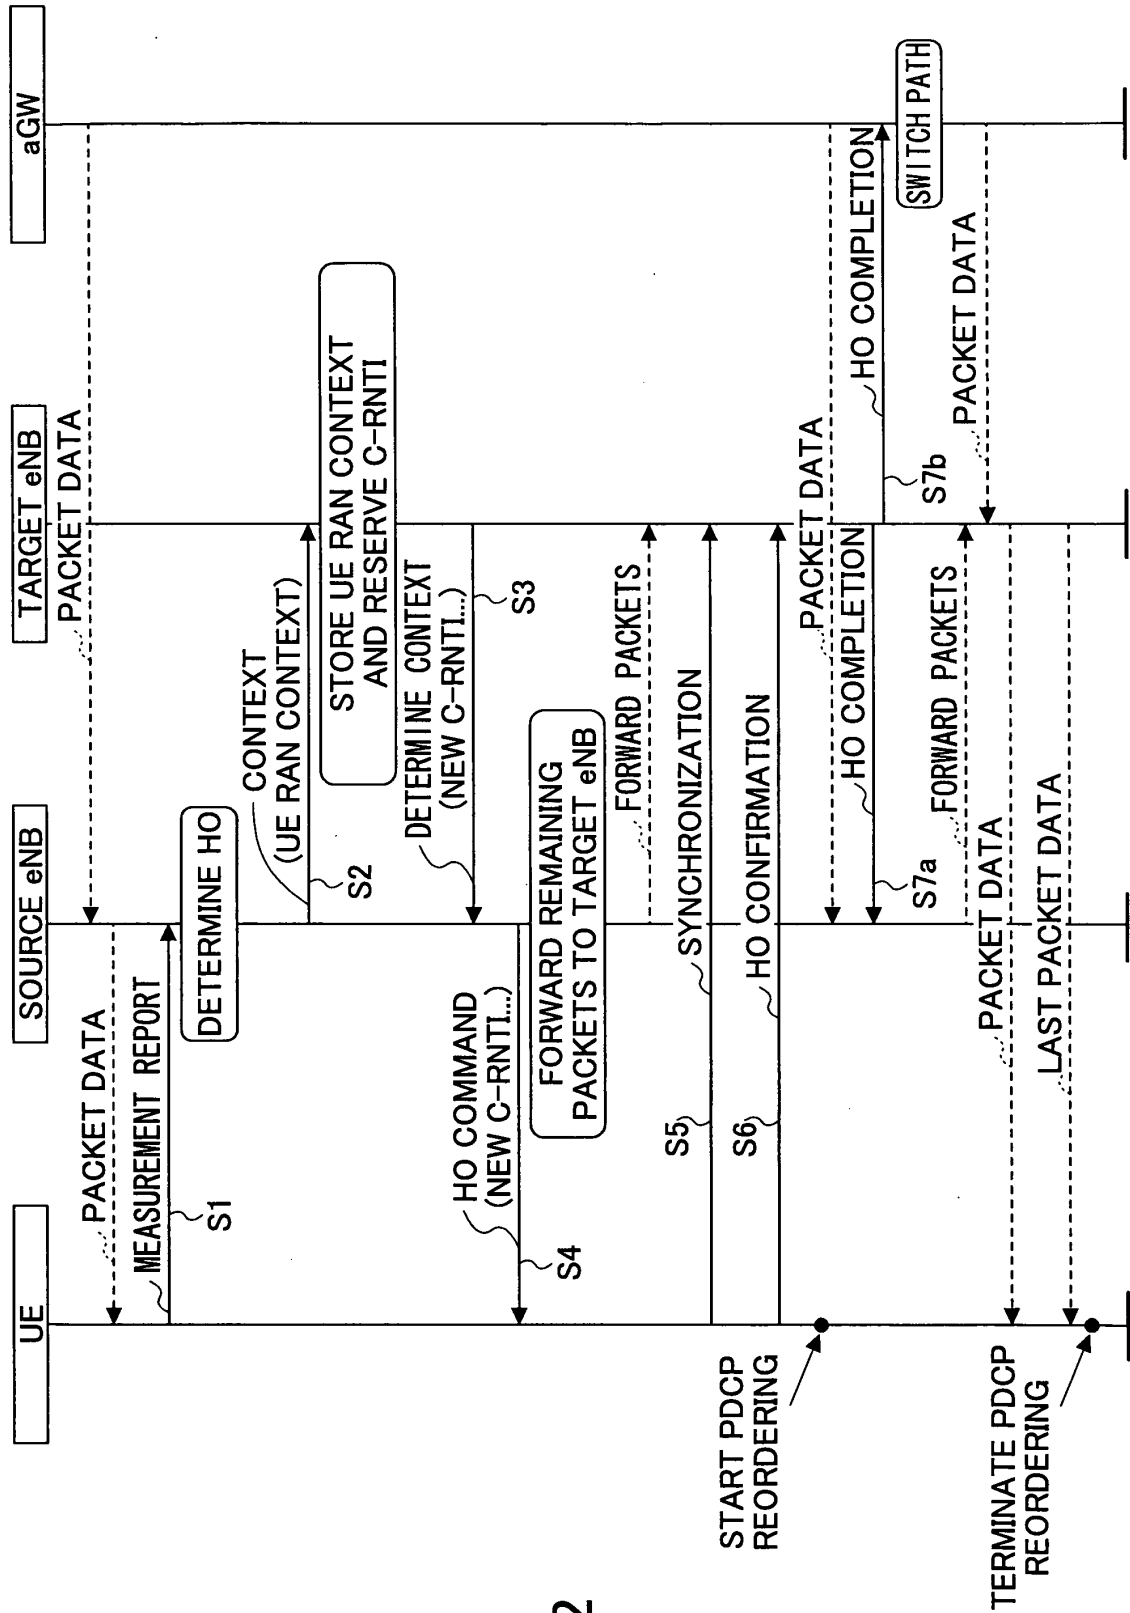 UE
SOURCE eNB
TARGET eNB
aGW
PACKET DATA
PACKET DATA
MEASUREMENT REPORT
S1
DETERMINE HO
CONTEXT
(UE RAN CONTEXT)
S2
STORE UE RAN CONTEXT
AND RESERVE C-RNTI
DETERMINE CONTEXT
(NEW C-RNTI...)
S3
HO COMMAND
(NEW C-RNTI...)
S4
FORWARD REMAINING
PACKETS TO TARGET eNB
FORWARD PACKETS
SYNCHRONIZATION
S5
HO CONFIRMATION
S6
START PDCP
REORDERING
PACKET DATA
HO COMPLETION
S7a
HO COMPLETION
S7b
SWITCH PATH
FORWARD PACKETS
PACKET DATA
PACKET DATA
LAST PACKET DATA
TERMINATE PDCP
REORDERING
2